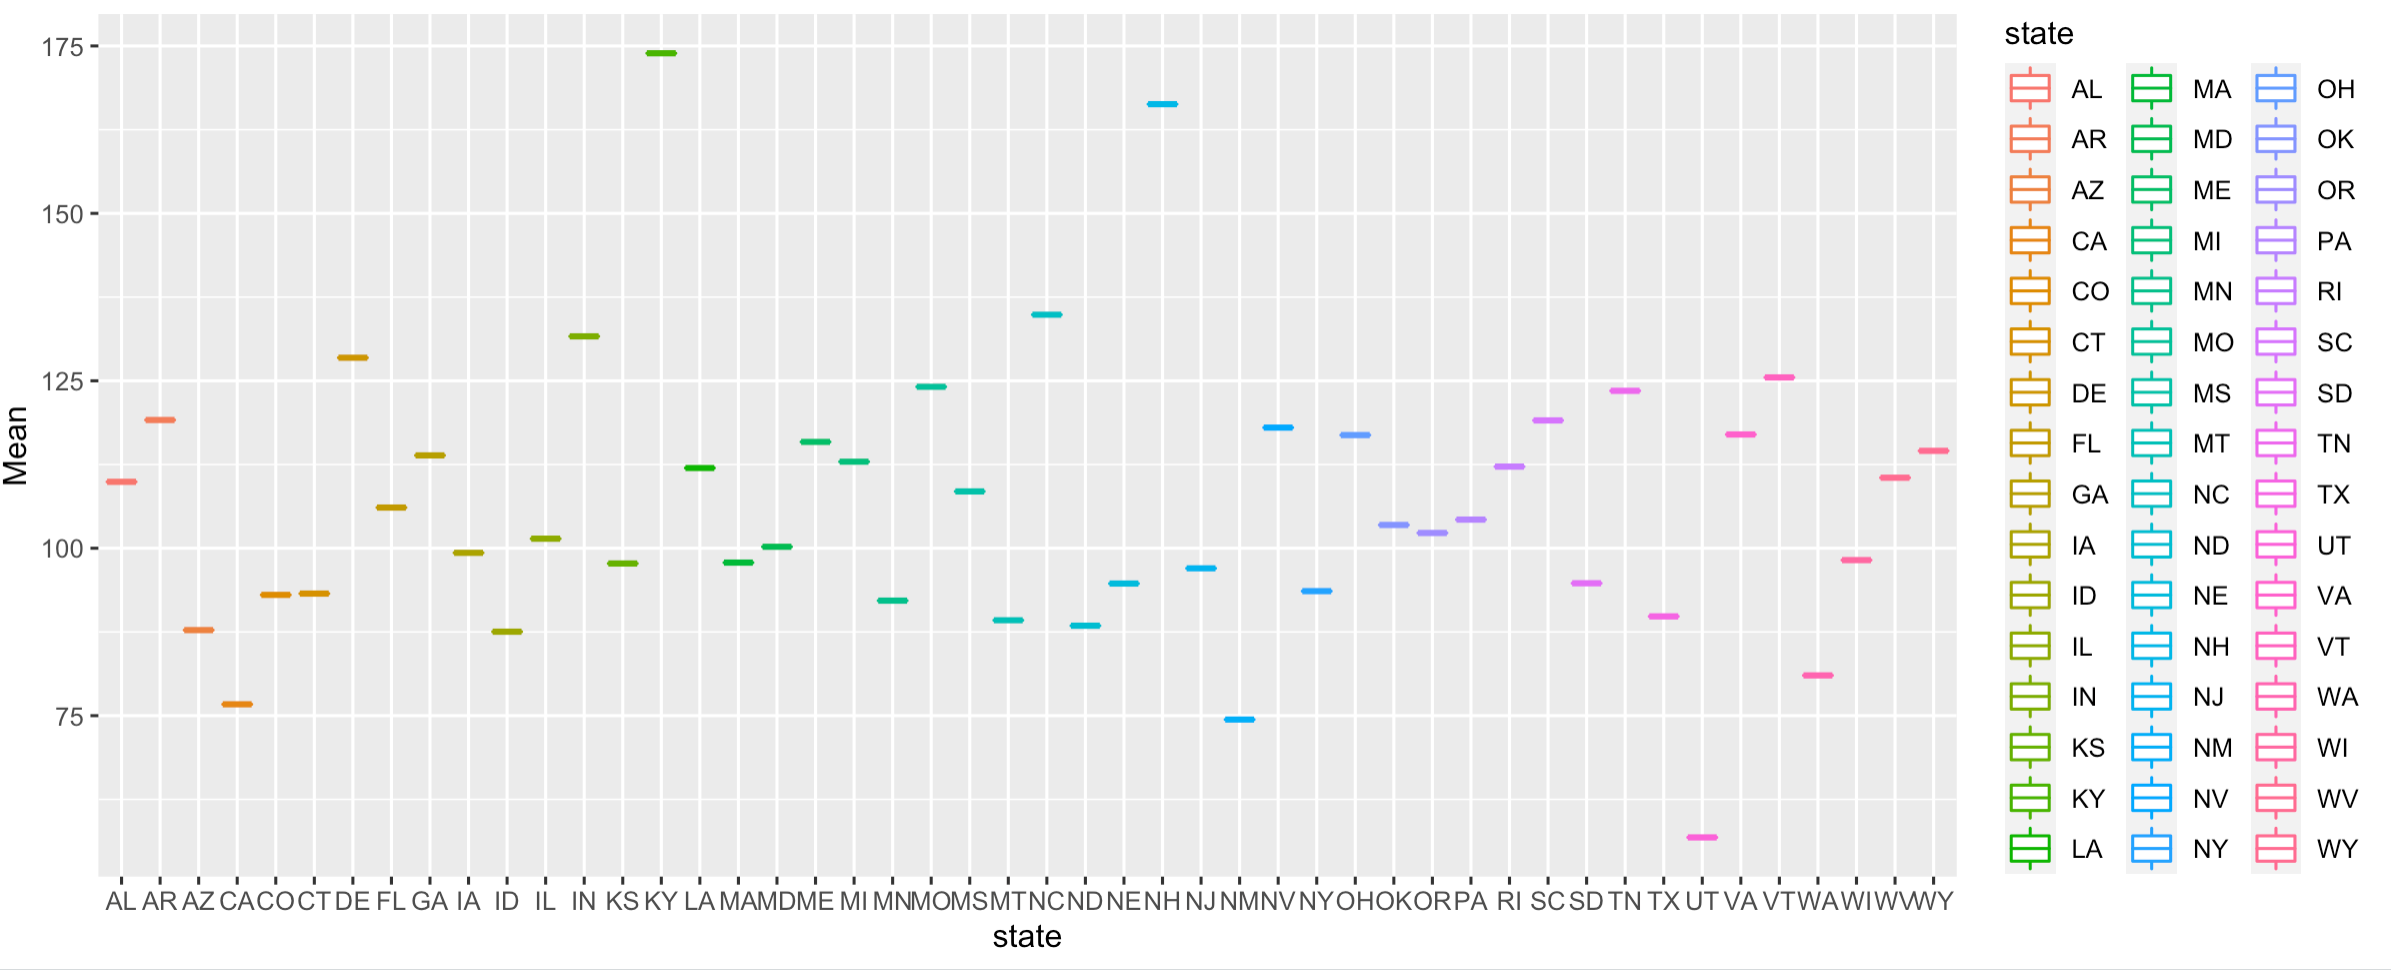 175
150
125
100
75
Mean
AL AR AZ CA CO CT DE FL GA IA ID IL IN KS KY LA MA MD ME MI MN MO MS MT NC ND NE NH NJ NM NV NY OH OK OR PA RI SC SD TN TX UT VA VT WA WI WV WY
state
state
AL MA OH
AR MD OK
AZ ME OR
CA MI PA
CO MN RI
CT MO SC
DE MS SD
FL MT TN
GA NC TX
IA ND UT
ID NE VA
IL NH VT
IN NJ WA
KS NM WI
KY NV WV
LA NY WY